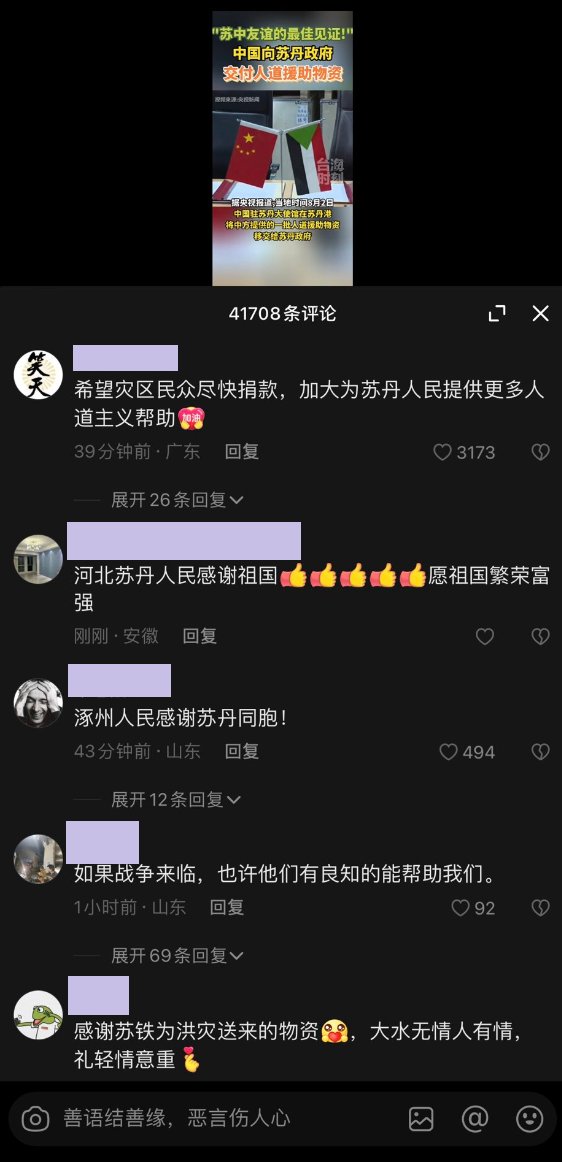 "苏中友谊的最佳见证!"
中国向苏丹政府
交付人道援助物资
视频来源:央视新闻
台海
时刻
据央视报道,当地时间8月2日
中国驻苏丹大使馆在苏丹港
将中方提供的一批人道援助物资
移交给苏丹政府
41708条评论
笑天
希望灾区民众尽快捐款，加大为苏丹人民提供更多人
道主义帮助加油
39分钟前·广东 回复 3173
展开26条回复
河北苏丹人民感谢祖国👍👍👍👍👍愿祖国繁荣富
强
刚刚·安徽 回复
涿州人民感谢苏丹同胞！
43分钟前·山东 回复 494
展开12条回复
如果战争来临，也许他们有良知的能帮助我们。
1小时前·山东 回复 92
展开69条回复
感谢苏铁为洪灾送来的物资🥰，大水无情人有情，
礼轻情意重🫰
善语结善缘，恶言伤人心